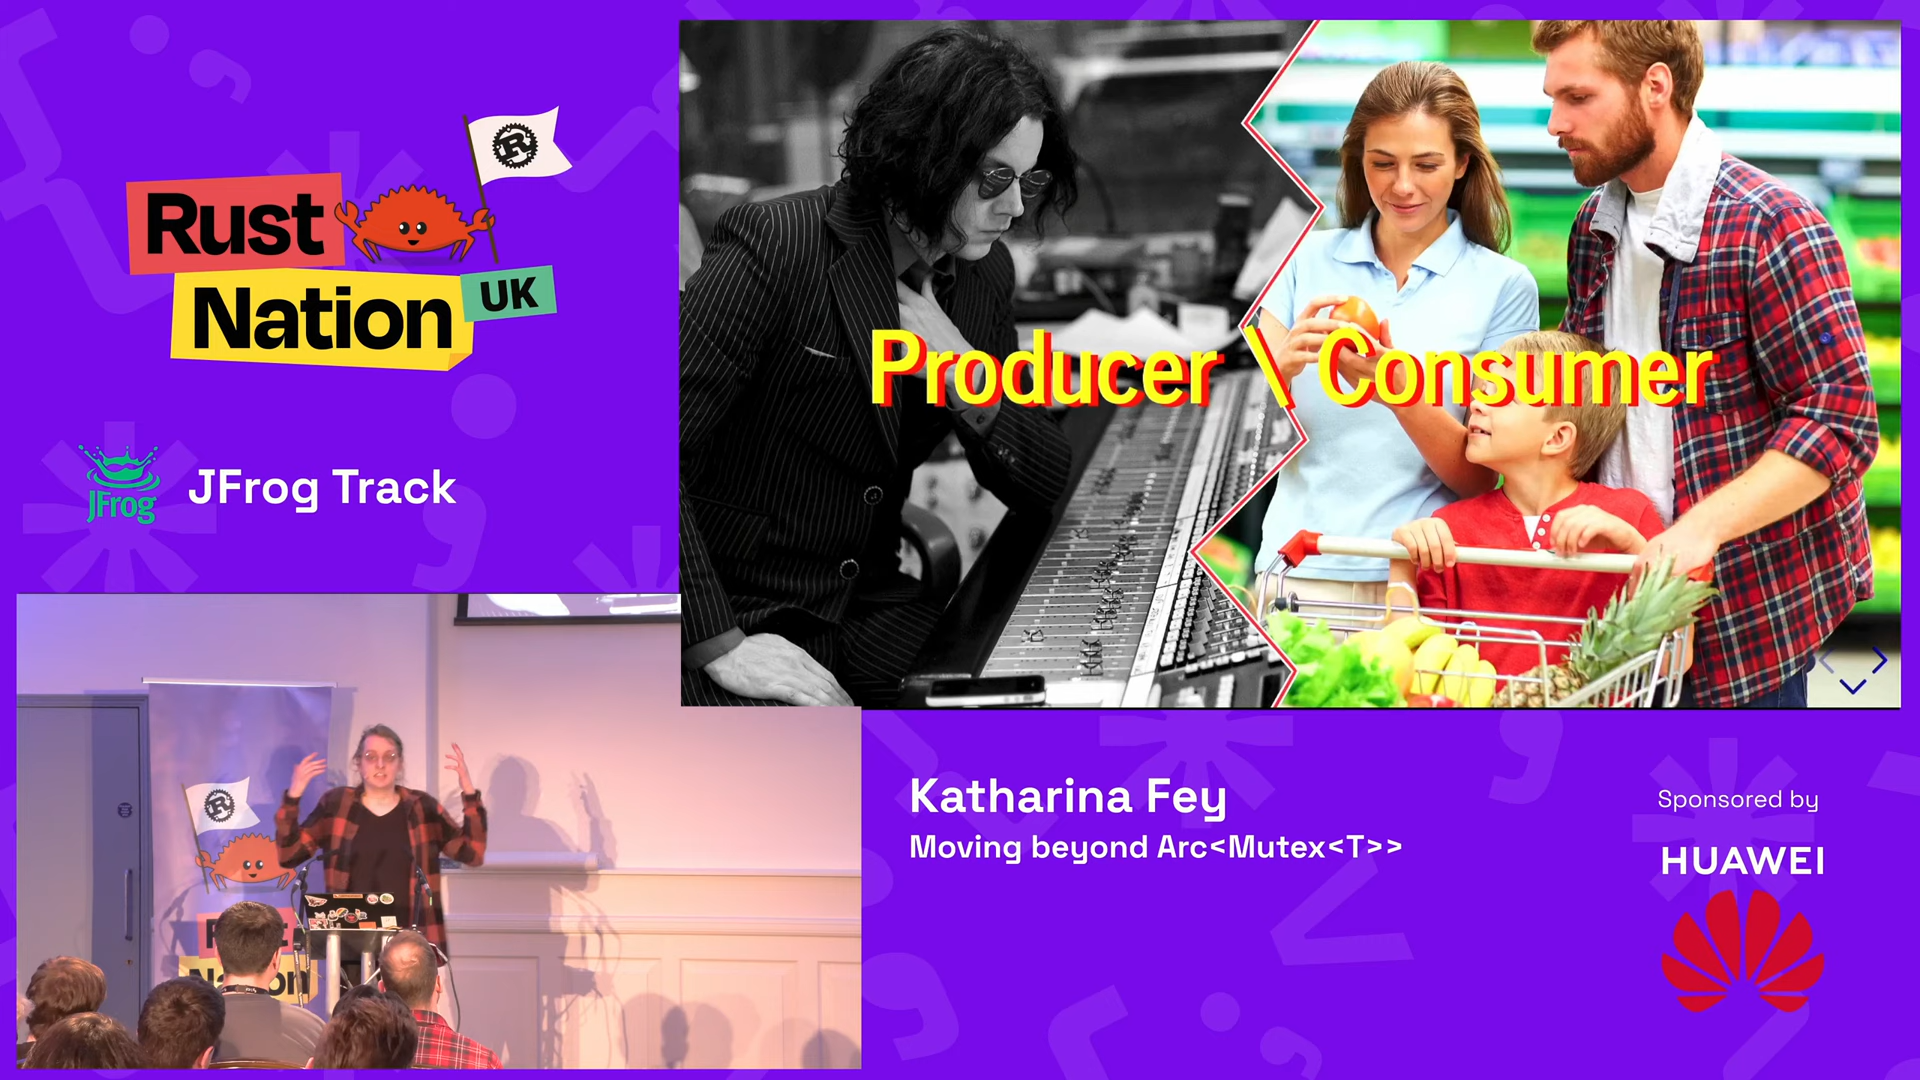 Rust
Nation
UK
R
JFrog
JFrog Track
Producer \ Consumer
Katharina Fey
Moving beyond Arc<Mutex<T>>
Sponsored by
HUAWEI